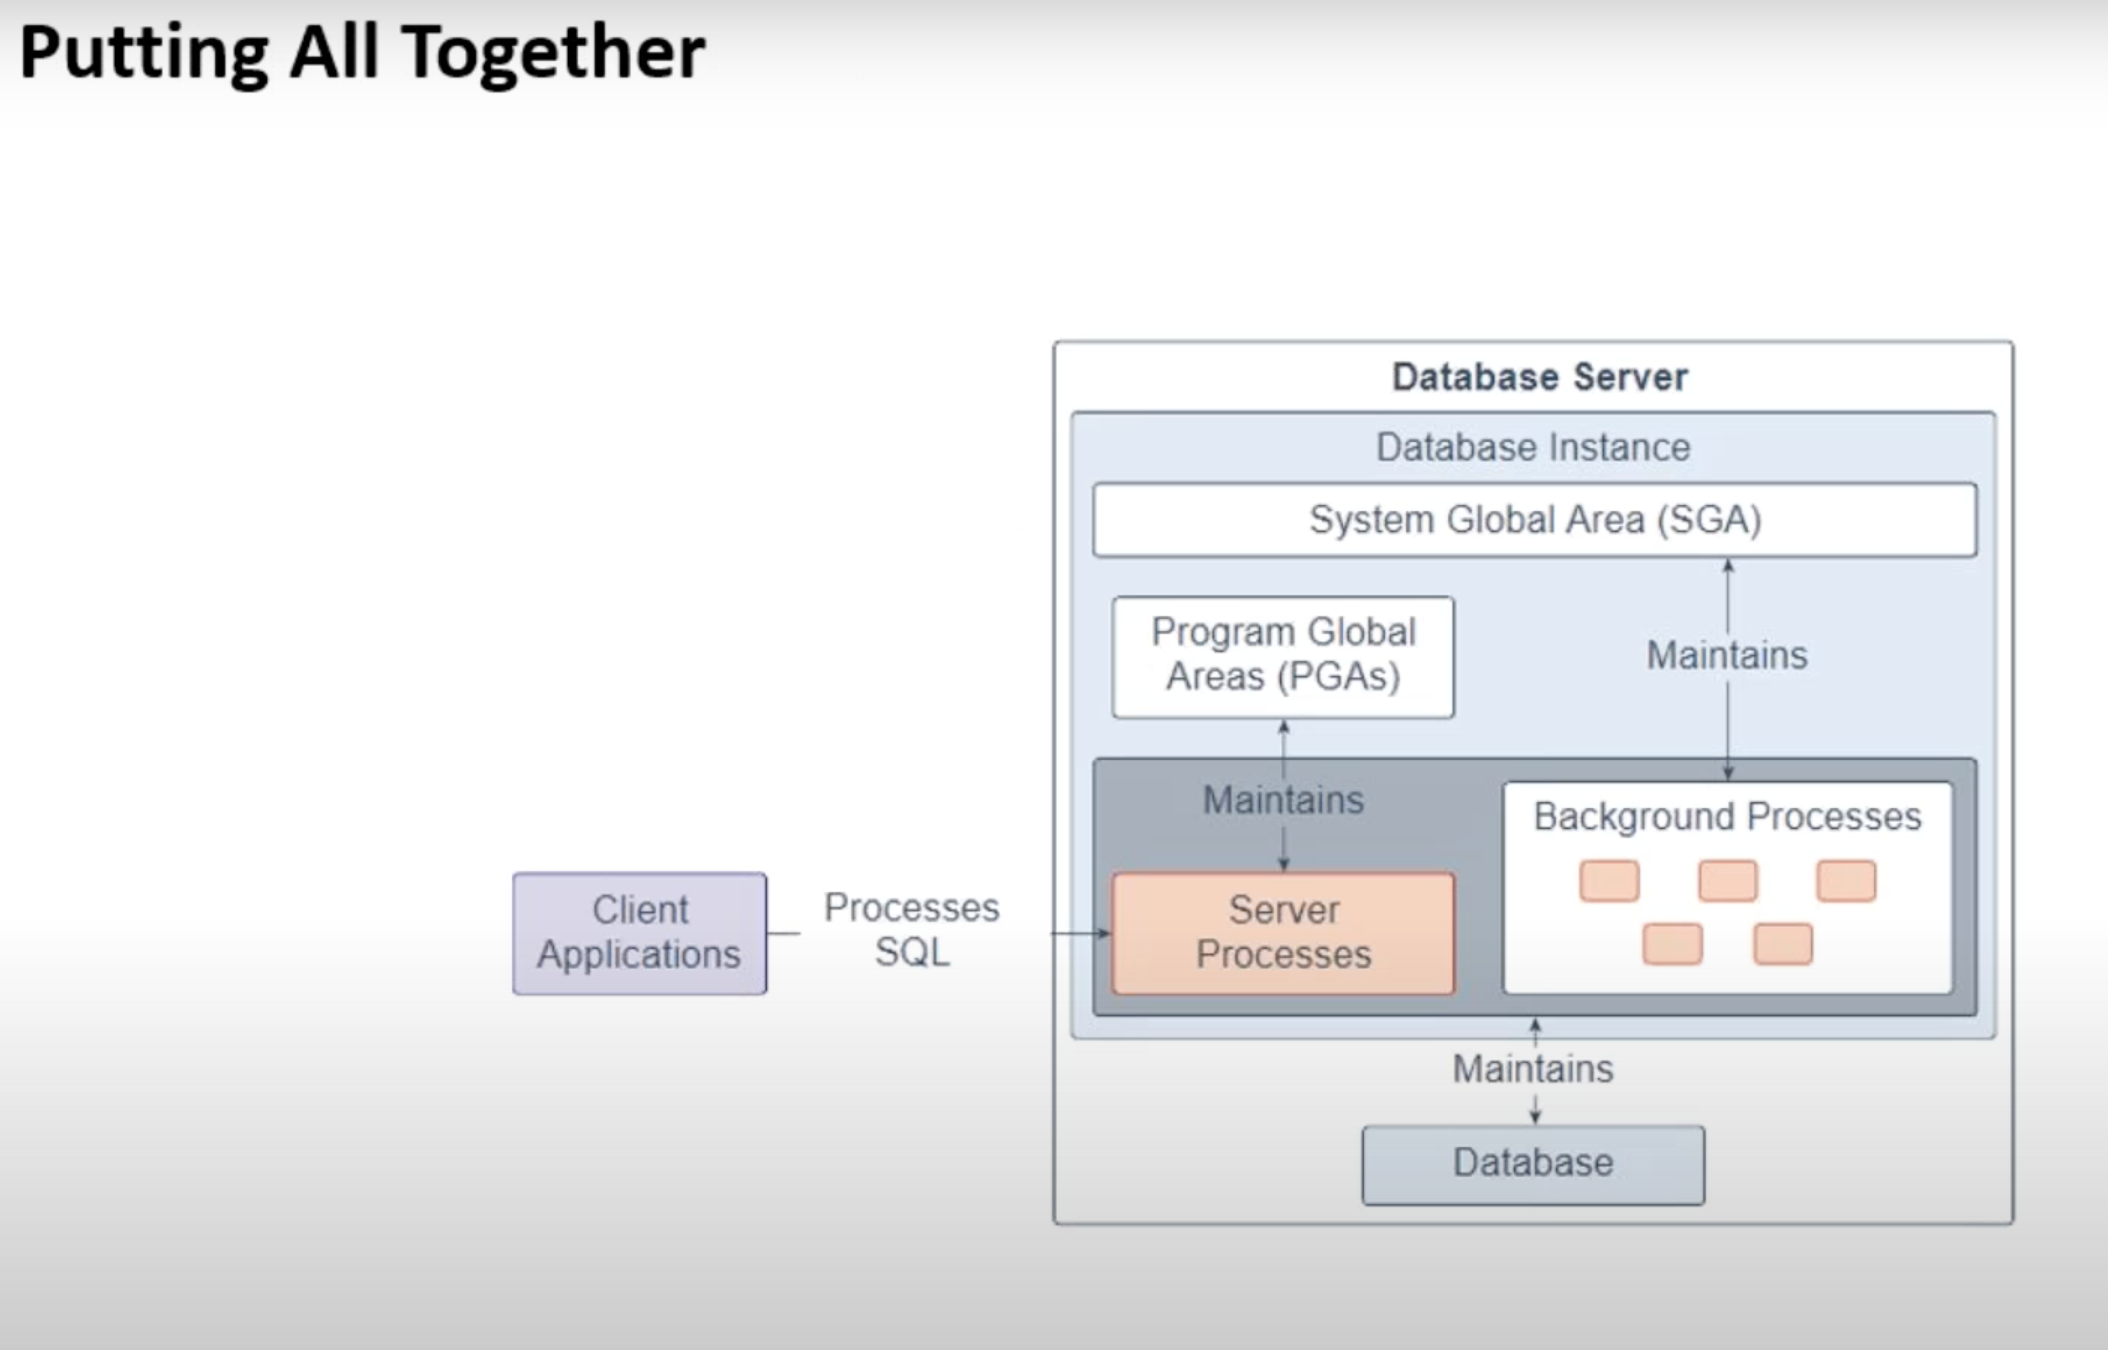 Putting All Together
Database Server
Database Instance
System Global Area (SGA)
Program Global
Areas (PGAs)
Maintains
Maintains
Background Processes
Client
Applications
Processes
SQL
Server
Processes
Maintains
Database